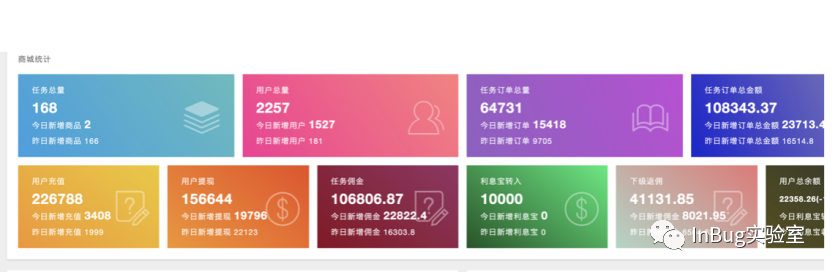 商城统计
任务总量
168
今日新增商品 2
昨日新增商品 166
用户总量
2257
今日新增用户 1527
昨日新增用户 181
任务订单总量
64731
今日新增订单 15418
昨日新增订单 9705
任务订单总金额
108343.37
今日新增订单总金额 23713.4
昨日新增订单总金额 16514.8
用户充值
226788
今日新增充值 3408
昨日新增充值 1999
用户提现
156644
今日新增提现 19796
昨日新增提现 22123
任务佣金
106806.87
今日新增佣金 22822.4
昨日新增佣金 16303.8
利息宝转入
10000
今日新增利息宝 0
昨日新增利息宝 0
下级返佣
41131.85
今日新增佣金 8021.95
昨日新增佣金
用户总余额
22358.26(-
今日利息宝
昨日利息宝
InBug实验室